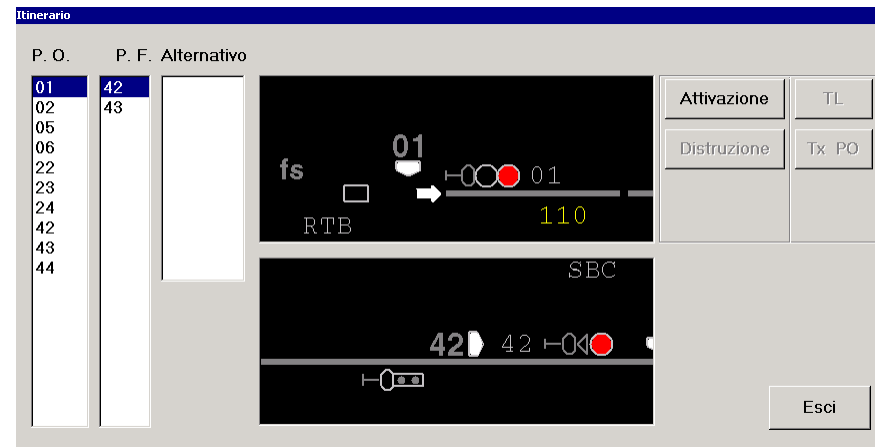 Itinerario
P. O.
P. F.
Alternativo
01
02
05
06
22
23
24
42
43
44
42
43
01
fs
01
RTB
110
SBC
42
42
Attivazione
TL
Distruzione
Tx PO
Esci